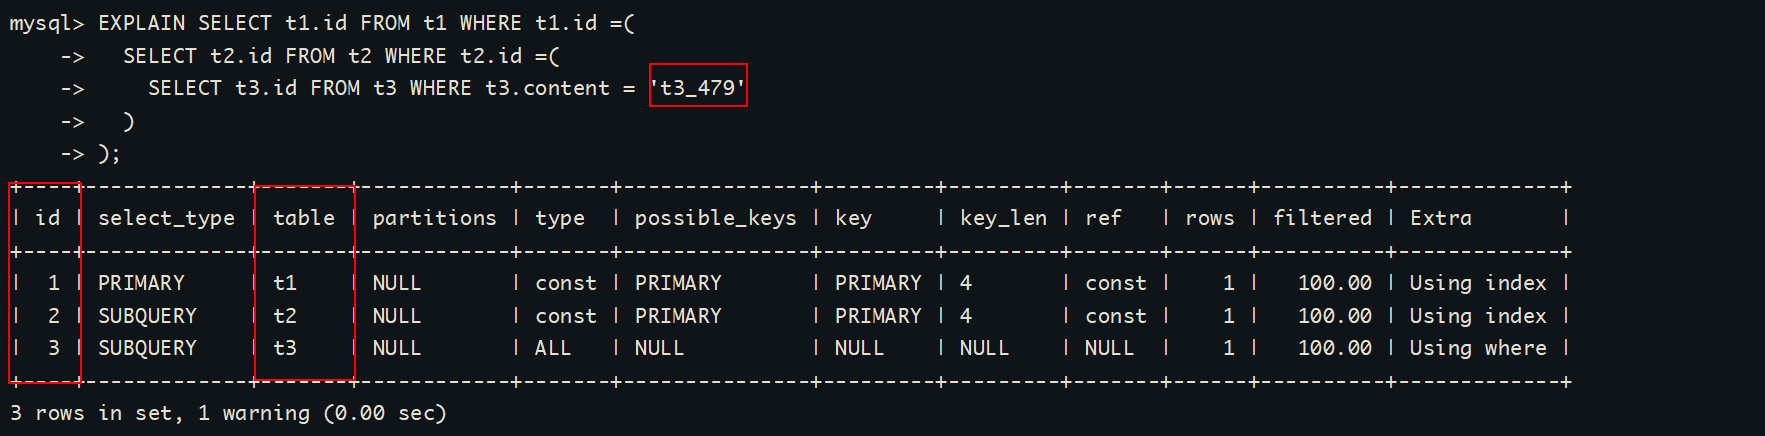 mysql> EXPLAIN SELECT t1.id FROM t1 WHERE t1.id =(
    ->   SELECT t2.id FROM t2 WHERE t2.id =(
    ->     SELECT t3.id FROM t3 WHERE t3.content = 't3_479'
    ->   )
    -> );
+----+-------------+-------+------------+-------+---------------+---------+---------+-------+------+----------+-------------+
| id | select_type | table | partitions | type  | possible_keys | key     | key_len | ref   | rows | filtered | Extra       |
+----+-------------+-------+------------+-------+---------------+---------+---------+-------+------+----------+-------------+
|  1 | PRIMARY     | t1    | NULL       | const | PRIMARY       | PRIMARY | 4       | const |    1 |   100.00 | Using index |
|  2 | SUBQUERY    | t2    | NULL       | const | PRIMARY       | PRIMARY | 4       | const |    1 |   100.00 | Using index |
|  3 | SUBQUERY    | t3    | NULL       | ALL   | NULL          | NULL    | NULL    | NULL  |    1 |   100.00 | Using where |
+----+-------------+-------+------------+-------+---------------+---------+---------+-------+------+----------+-------------+
3 rows in set, 1 warning (0.00 sec)